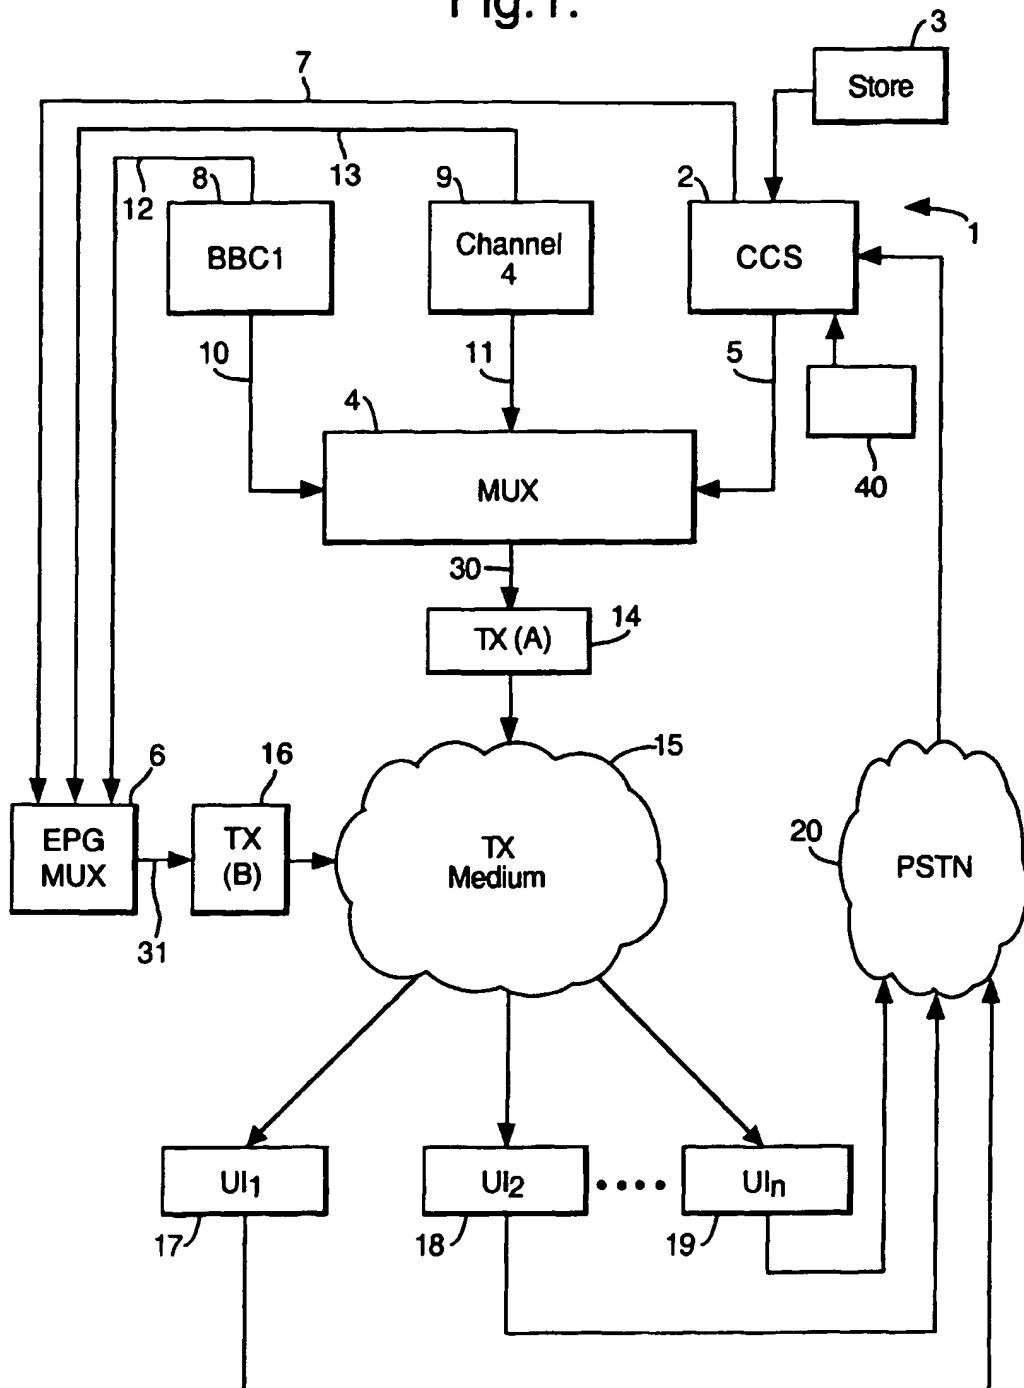 Fig.1.
3
Store
7
13
12
8
9
2
1
BBC1
Channel
4
CCS
10
11
5
4
40
MUX
30
TX (A)
14
15
6
16
20
EPG
MUX
TX
(B)
TX
Medium
PSTN
31
UI1
UI2
UIn
17
18
19